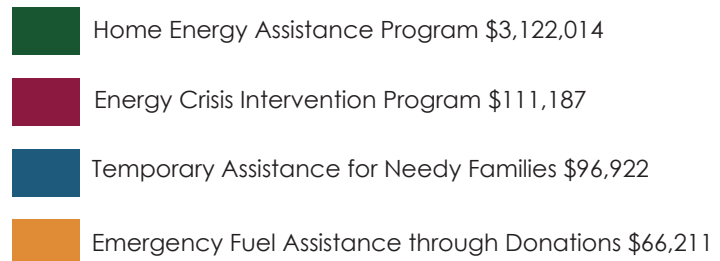 Home Energy Assistance Program $3,122,014
Energy Crisis Intervention Program $111,187
Temporary Assistance for Needy Families $96,922
Emergency Fuel Assistance through Donations $66,211